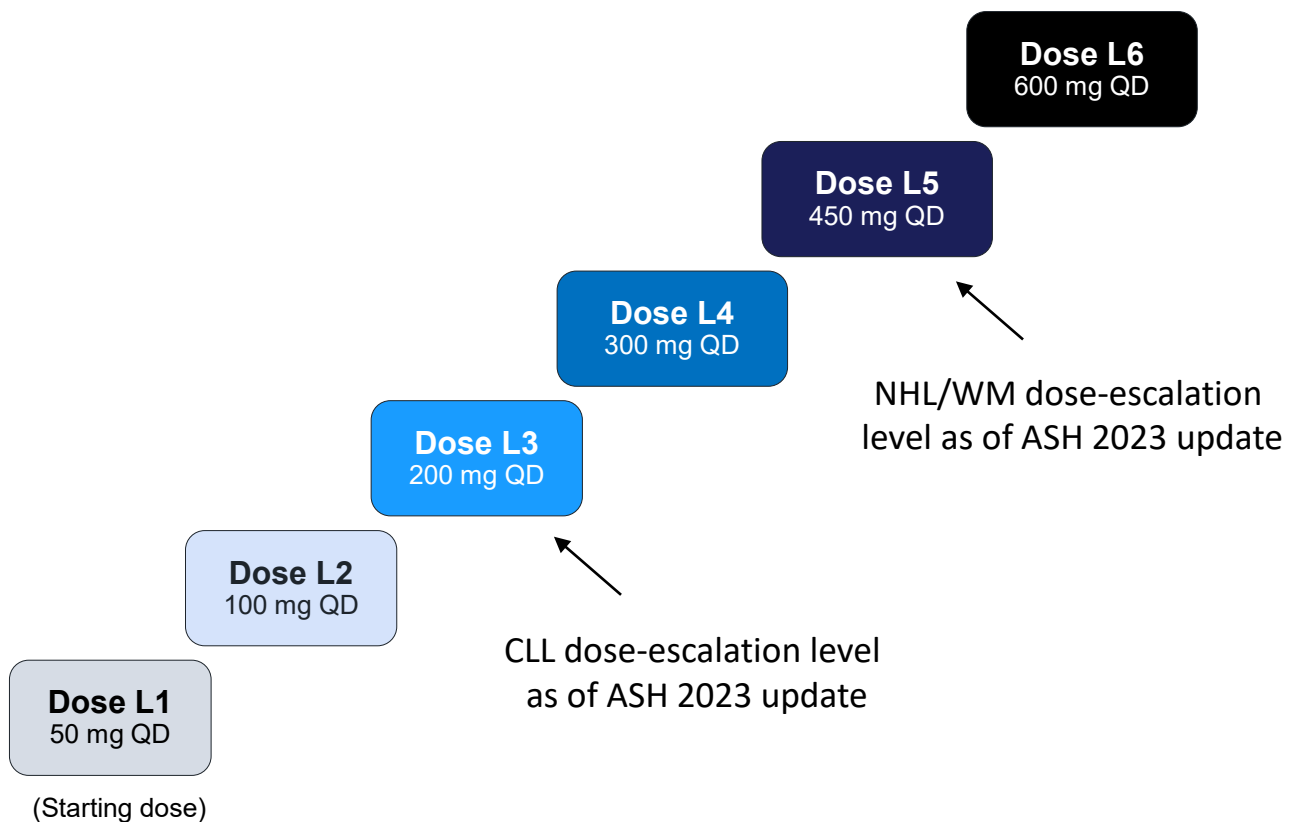 Dose L6
600 mg QD
Dose L5
450 mg QD
Dose L4
300 mg QD
NHL/WM dose-escalation
level as of ASH 2023 update
Dose L3
200 mg QD
Dose L2
100 mg QD
CLL dose-escalation level
as of ASH 2023 update
Dose L1
50 mg QD
(Starting dose)